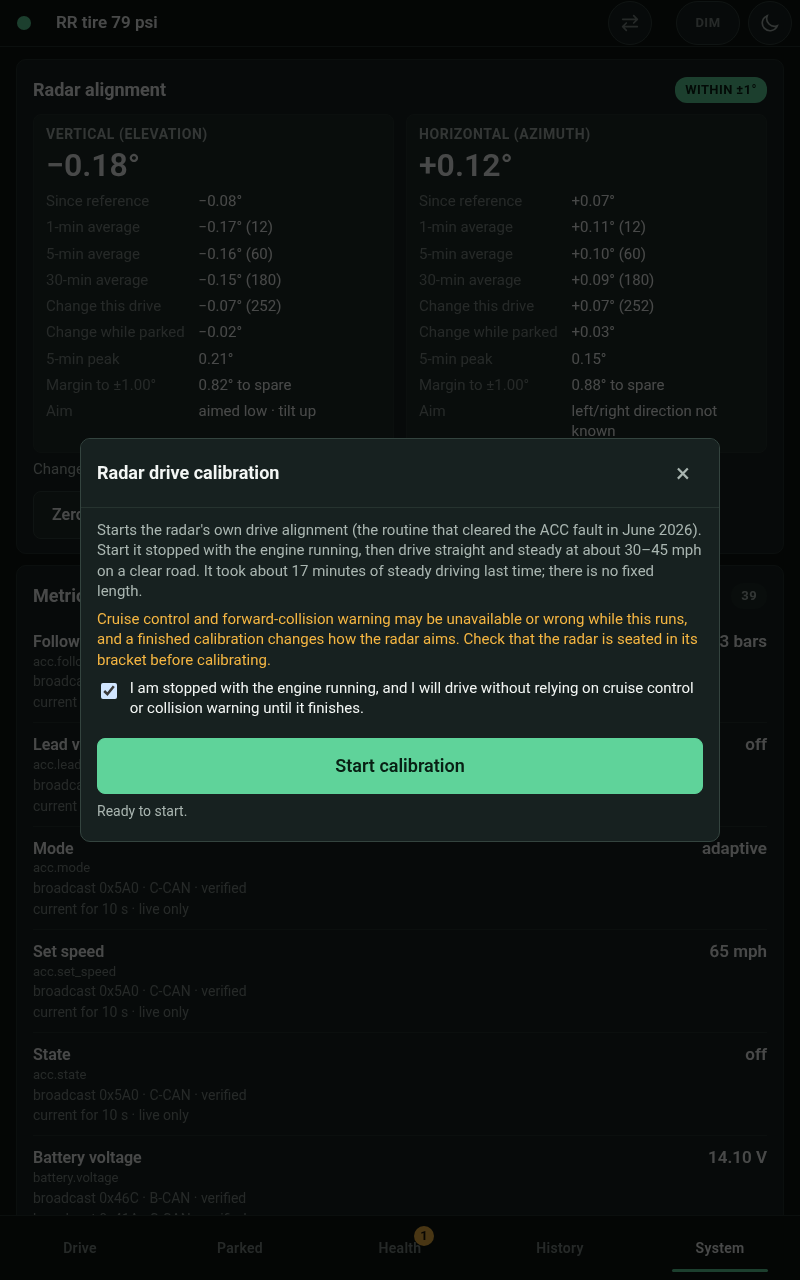 RR tire 79 psi
DIM
Radar alignment
WITHIN ±1°
VERTICAL (ELEVATION)
−0.18°
Since reference −0.08°
1-min average −0.17° (12)
5-min average −0.16° (60)
30-min average −0.15° (180)
Change this drive −0.07° (252)
Change while parked −0.02°
5-min peak 0.21°
Margin to ±1.00° 0.82° to spare
Aim aimed low · tilt up
HORIZONTAL (AZIMUTH)
+0.12°
Since reference +0.07°
1-min average +0.11° (12)
5-min average +0.10° (60)
30-min average +0.09° (180)
Change this drive +0.07° (252)
Change while parked +0.03°
5-min peak 0.15°
Margin to ±1.00° 0.88° to spare
Aim left/right direction not
known
Change
Radar drive calibration
Starts the radar's own drive alignment (the routine that cleared the ACC fault in June 2026).
Start it stopped with the engine running, then drive straight and steady at about 30–45 mph
on a clear road. It took about 17 minutes of steady driving last time; there is no fixed
length.
Cruise control and forward-collision warning may be unavailable or wrong while this runs,
and a finished calibration changes how the radar aims. Check that the radar is seated in its
bracket before calibrating.
I am stopped with the engine running, and I will drive without relying on cruise control
or collision warning until it finishes.
Start calibration
Ready to start.
39
3 bars
current
off
current
Mode adaptive
acc.mode
broadcast 0x5A0 · C-CAN · verified
current for 10 s · live only
Set speed 65 mph
acc.set_speed
broadcast 0x5A0 · C-CAN · verified
current for 10 s · live only
State off
acc.state
broadcast 0x5A0 · C-CAN · verified
current for 10 s · live only
Battery voltage 14.10 V
battery.voltage
broadcast 0x46C · B-CAN · verified
Drive
Parked
Health
1
History
System